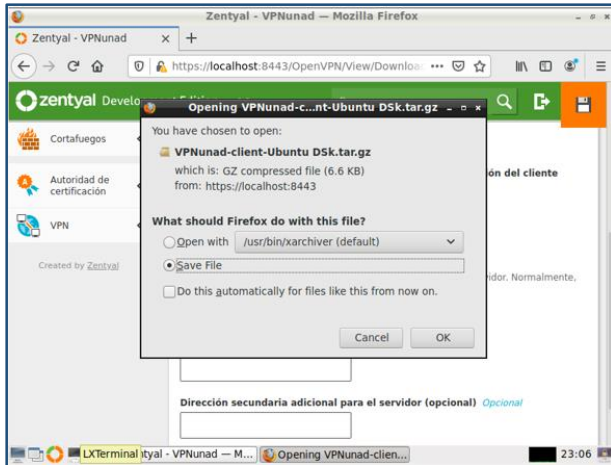 Zentyal - VPNunad — Mozilla Firefox
Zentyal - VPNunad
https://localhost:8443/OpenVPN/View/Downloa
zentyal Develo
Opening VPNunad-c...nt-Ubuntu DSk.tar.gz
You have chosen to open:
VPNunad-client-Ubuntu DSk.tar.gz
which is: GZ compressed file (6.6 KB)
from: https://localhost:8443
What should Firefox do with this file?
Open with /usr/bin/xarchiver (default)
Save File
Do this automatically for files like this from now on.
Cancel OK
Cortafuegos
Autoridad de
certificación
VPN
Created by Zentyal
ón del cliente
vidor. Normalmente,
Dirección secundaria adicional para el servidor (opcional) Opcional
LXTerminal tyal - VPNunad — M... Opening VPNunad-clien... 23:06